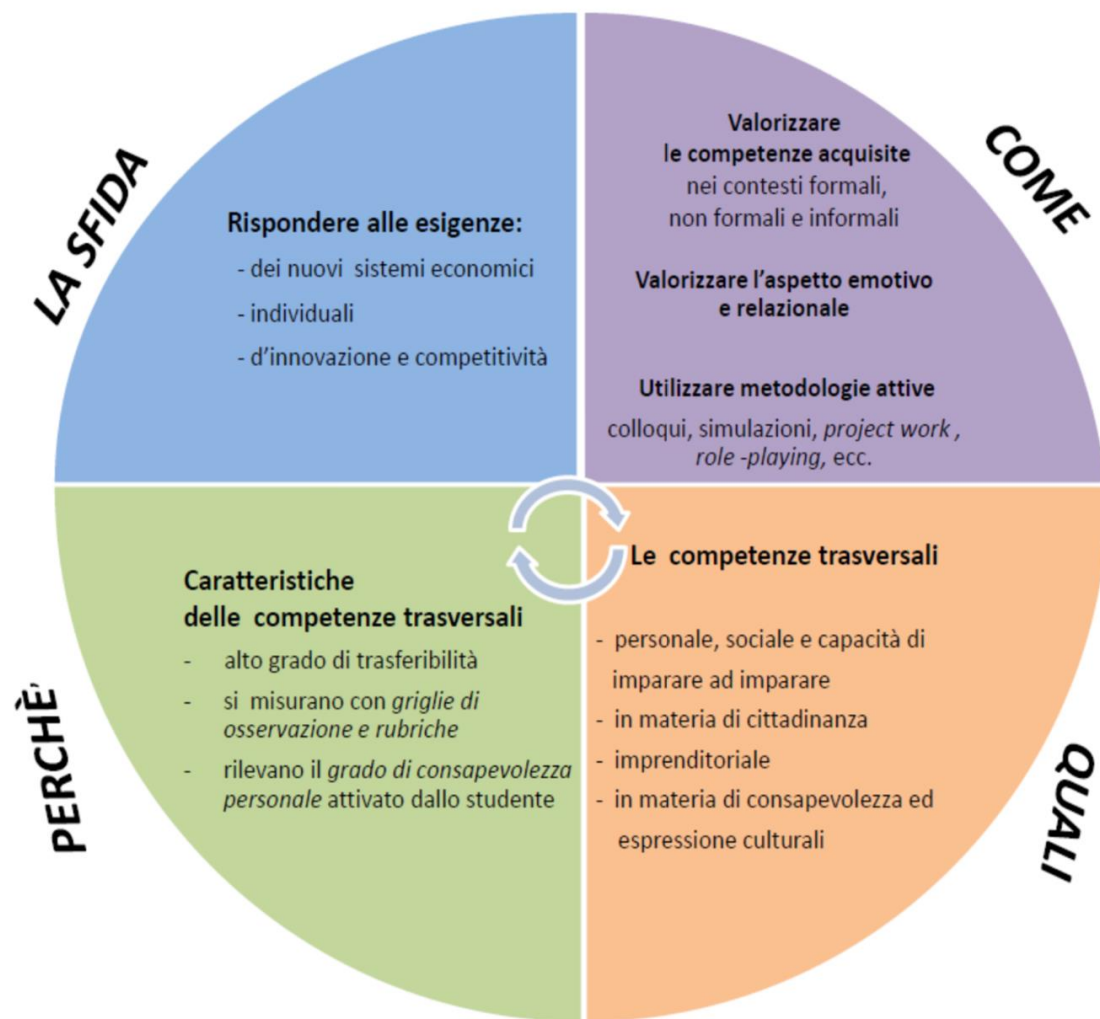 LA SFIDA
Rispondere alle esigenze:
- dei nuovi sistemi economici
- individuali
- d'innovazione e competitività
COME
Valorizzare
le competenze acquisite
nei contesti formali,
non formali e informali
Valorizzare l'aspetto emotivo
e relazionale
Utilizzare metodologie attive
colloqui, simulazioni, project work ,
role -playing, ecc.
PERCHÈ
Caratteristiche
delle competenze trasversali
- alto grado di trasferibilità
- si misurano con griglie di
osservazione e rubriche
- rilevano il grado di consapevolezza
personale attivato dallo studente
QUALI
Le competenze trasversali
- personale, sociale e capacità di
imparare ad imparare
- in materia di cittadinanza
- imprenditoriale
- in materia di consapevolezza ed
espressione culturali